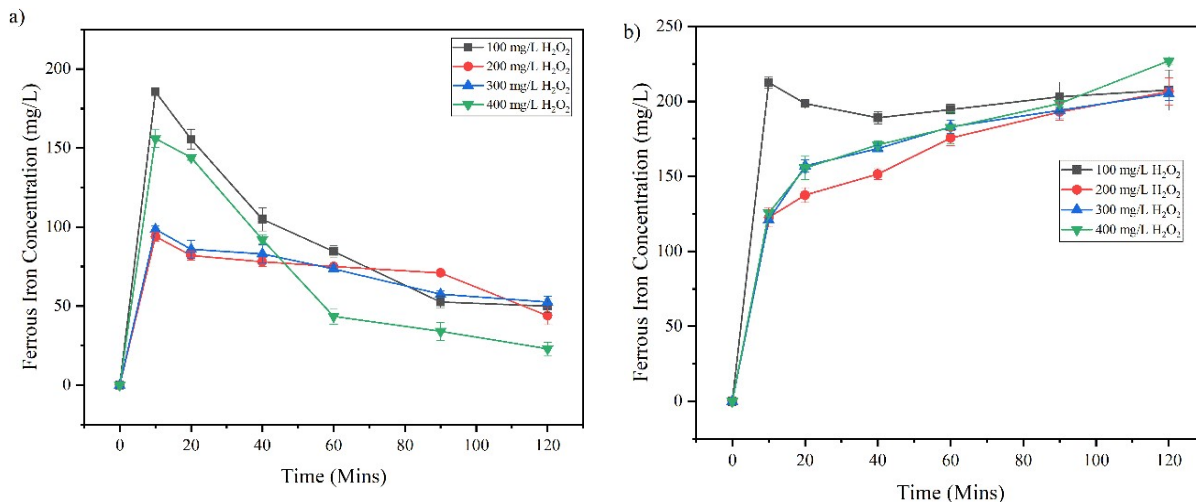 a)
Ferrous Iron Concentration (mg/L)
200
150
100
50
0
100 mg/L H₂O₂
200 mg/L H₂O₂
300 mg/L H₂O₂
400 mg/L H₂O₂
0 20 40 60 80 100 120
Time (Mins)
b)
Ferrous Iron Concentration (mg/L)
250
200
150
100
50
0
100 mg/L H₂O₂
200 mg/L H₂O₂
300 mg/L H₂O₂
400 mg/L H₂O₂
0 20 40 60 80 100 120
Time (Mins)